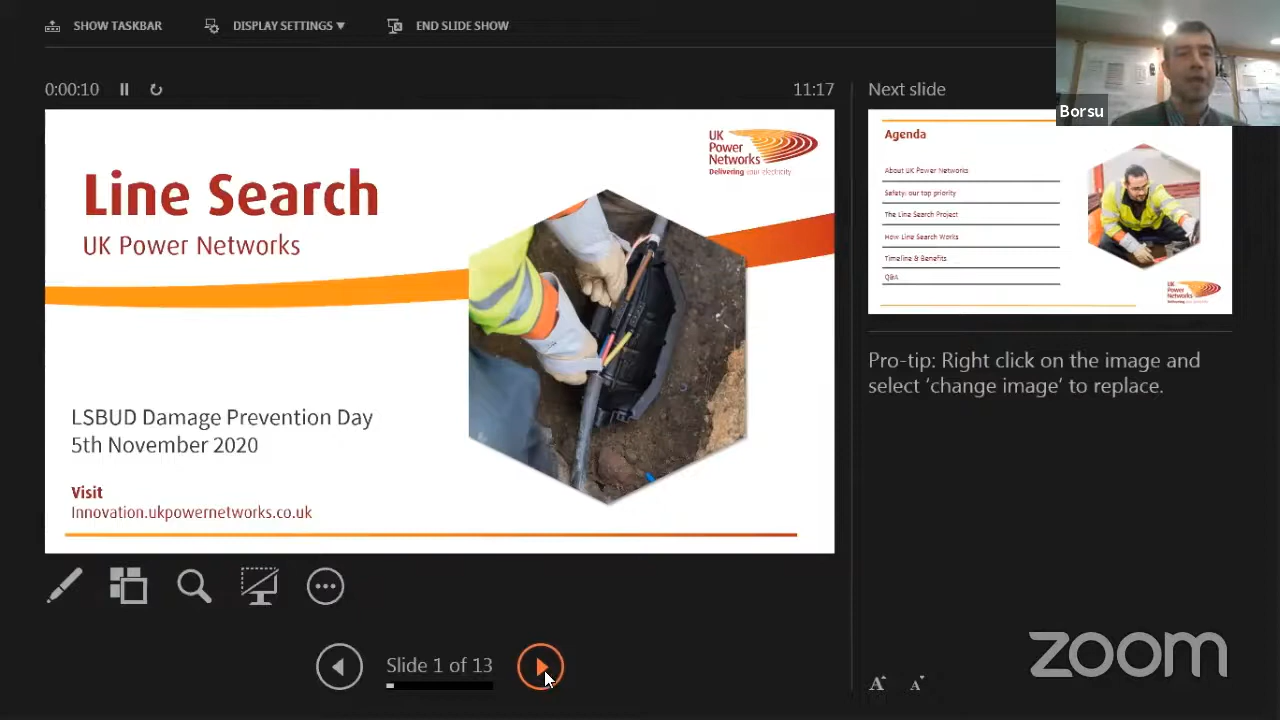 SHOW TASKBAR
DISPLAY SETTINGS ▼
END SLIDE SHOW
Borsu
0:00:10
11:17
Next slide
UK
Power
Networks
Delivering your electricity
Line Search
UK Power Networks
LSBUD Damage Prevention Day
5th November 2020
Visit
Innovation.ukpowernetworks.co.uk
Agenda
About UK Power Networks
Safety: our top priority
The Line Search Project
How Line Search Works
Timeline & Benefits
Q&A
UK
Power
Networks
Pro-tip: Right click on the image and
select ‘change image’ to replace.
Slide 1 of 13
A A
zoom